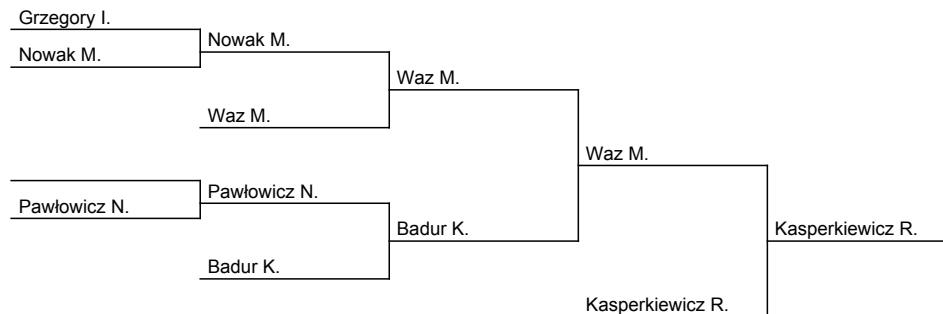 Grzegory I.
Nowak M.
Nowak M.
Waz M.
Waz M.
Waz M.
Pawłowicz N.
Pawłowicz N.
Badur K.
Kasperkiewicz R.
Badur K.
Kasperkiewicz R.